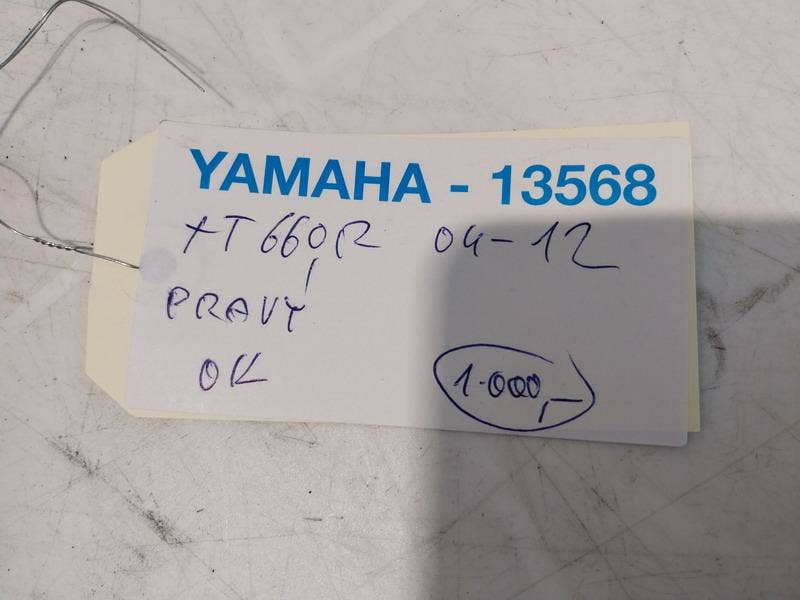 YAMAHA - 13568
XT660R 04-12
PRAVÝ
OK
1.000,-